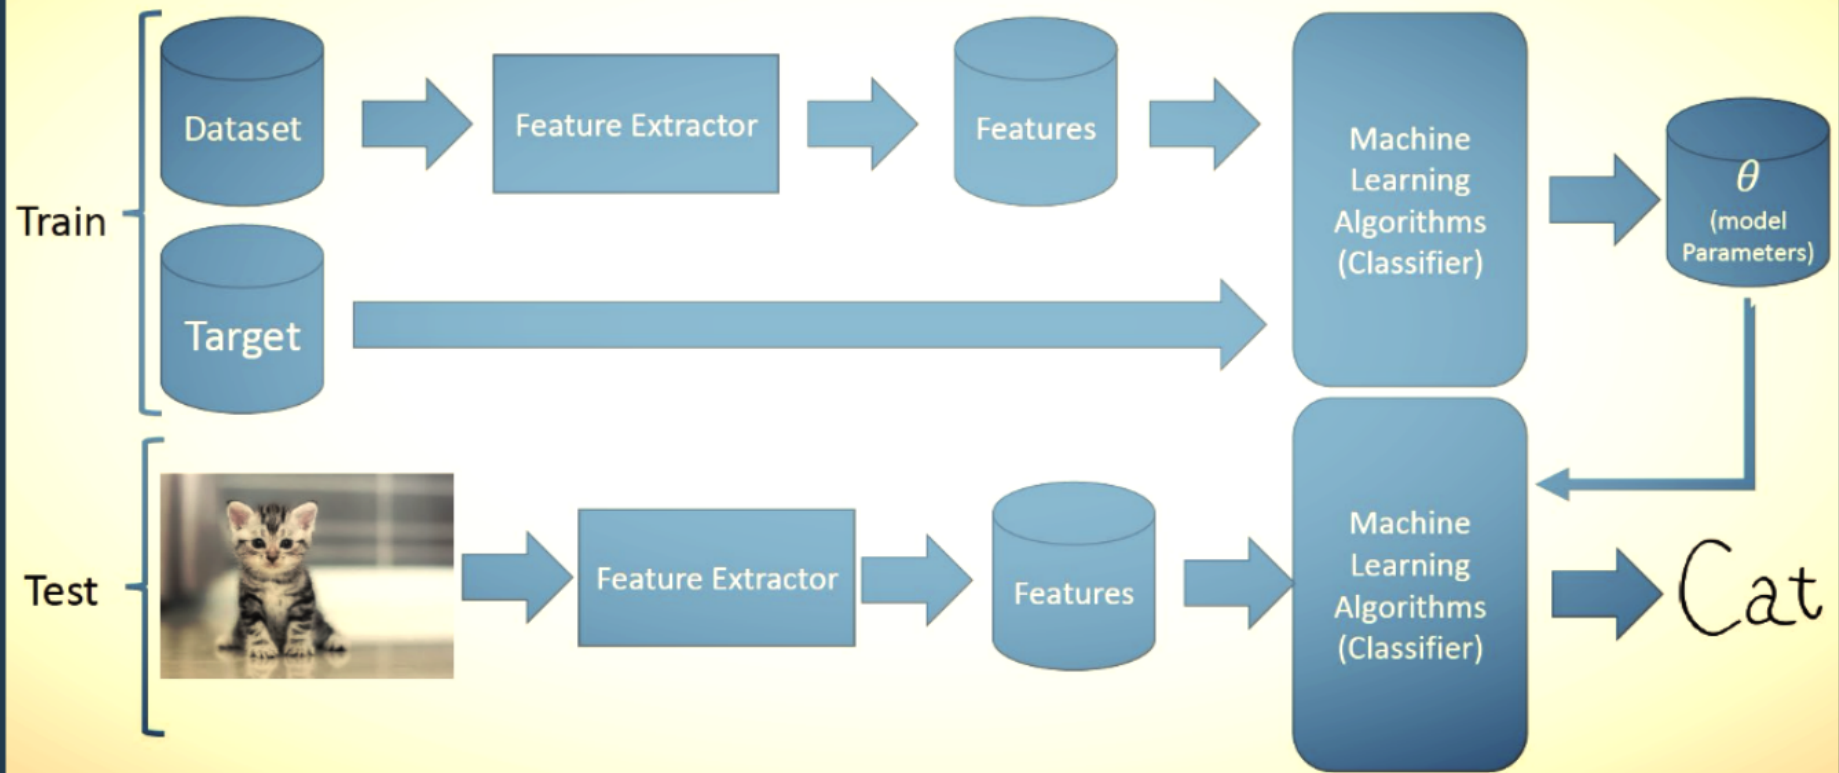 Train
Dataset
Feature Extractor
Features
Target
Machine
Learning
Algorithms
(Classifier)
θ
(model
Parameters)
Test
Feature Extractor
Features
Machine
Learning
Algorithms
(Classifier)
Cat